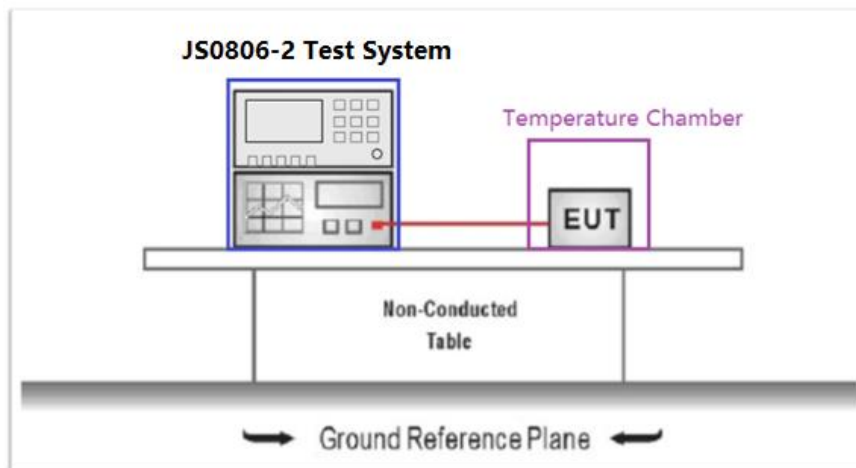 JS0806-2 Test System
Temperature Chamber
EUT
Non-Conducted
Table
Ground Reference Plane